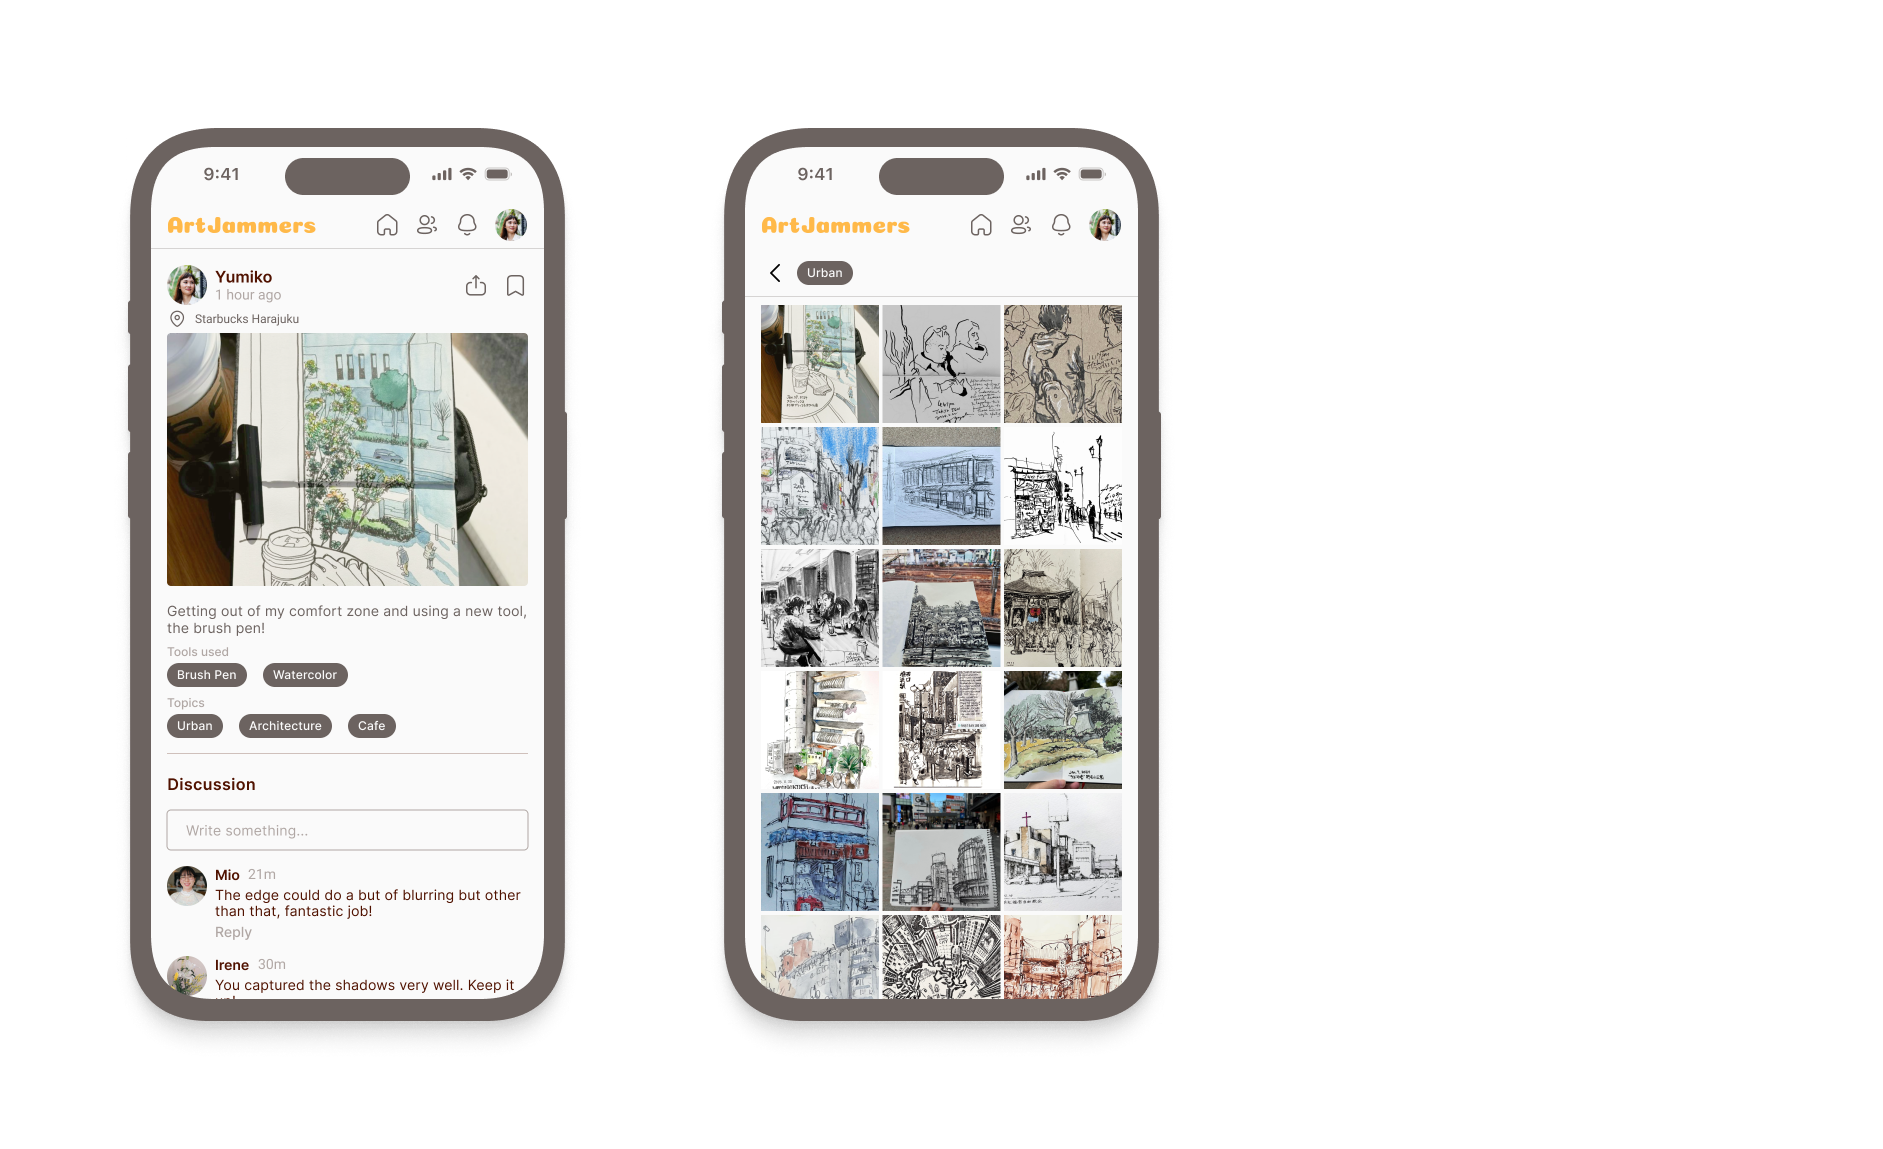 9:41
ArtJammers
Yumiko
1 hour ago
Starbucks Harajuku
Getting out of my comfort zone and using a new tool,
the brush pen!
Tools used
Brush Pen
Watercolor
Topics
Urban
Architecture
Cafe
Discussion
Write something...
Mio 21m
The edge could do a but of blurring but other
than that, fantastic job!
Reply
Irene 30m
You captured the shadows very well. Keep it
up!
9:41
ArtJammers
Urban